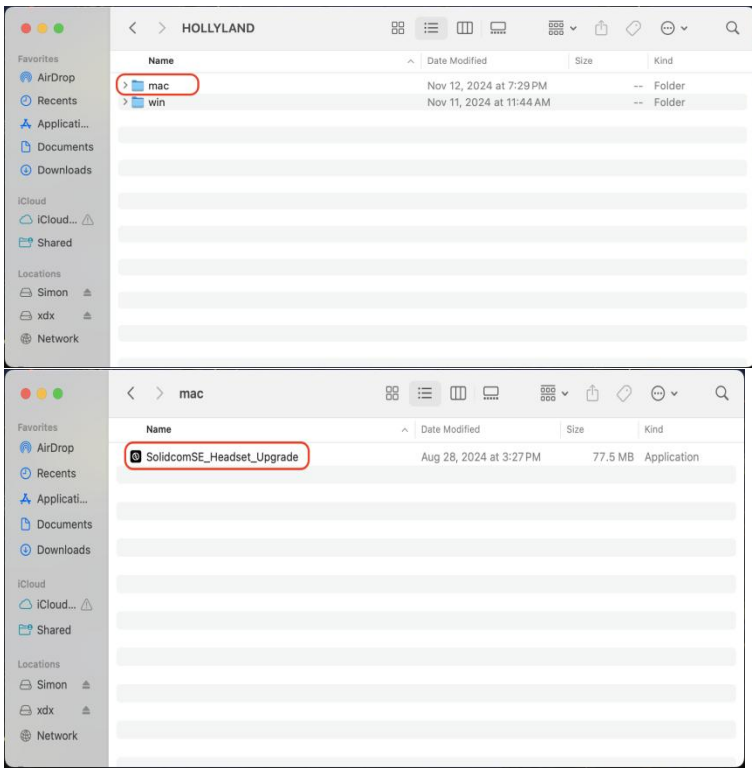 HOLLYLAND
Favorites
Name Date Modified Size Kind
AirDrop
mac Nov 12, 2024 at 7:29 PM -- Folder
Recents
win Nov 11, 2024 at 11:44 AM -- Folder
Applicati...
Documents
Downloads
iCloud
iCloud...
Shared
Locations
Simon
xdx
Network
mac
Favorites
Name Date Modified Size Kind
AirDrop
SolidcomSE_Headset_Upgrade Aug 28, 2024 at 3:27 PM 77.5 MB Application
Recents
Applicati...
Documents
Downloads
iCloud
iCloud...
Shared
Locations
Simon
xdx
Network